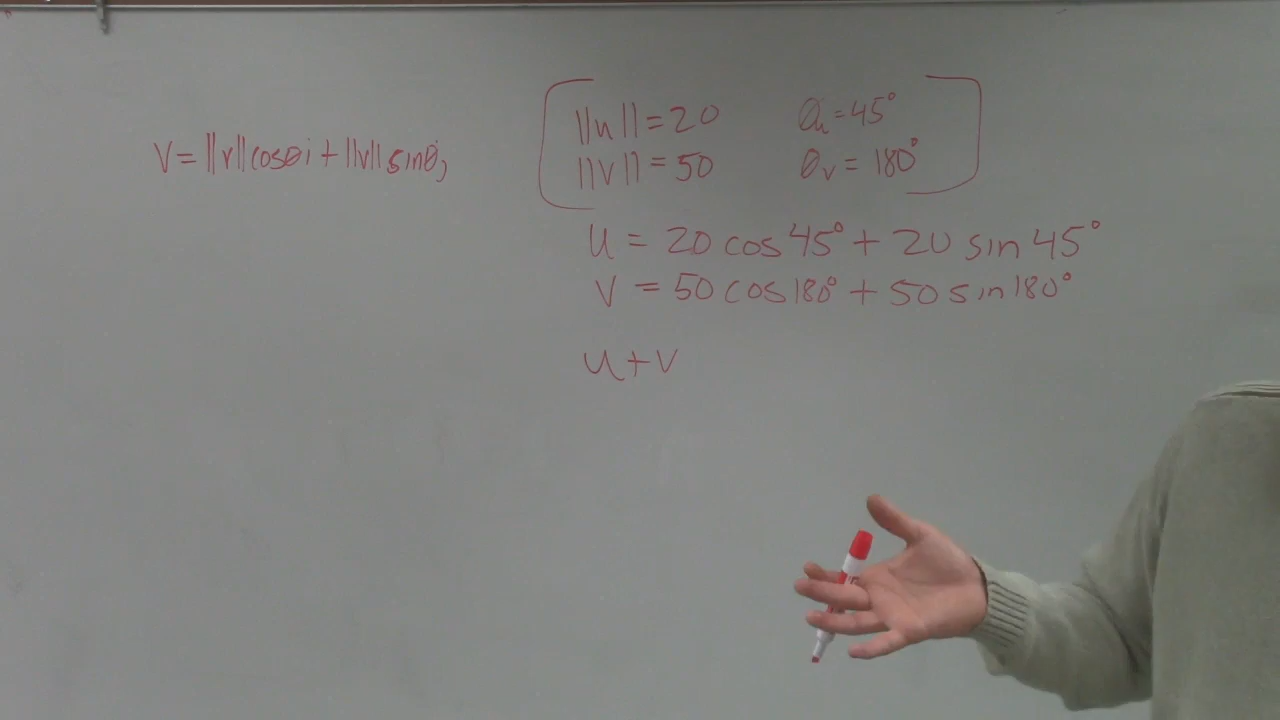 V = ||v|| cosθi + ||v|| sinθj
||u|| = 20 θu = 45°
||v|| = 50 θv = 180°
u = 20 cos 45° + 20 sin 45°
v = 50 cos 180° + 50 sin 180°
u + v